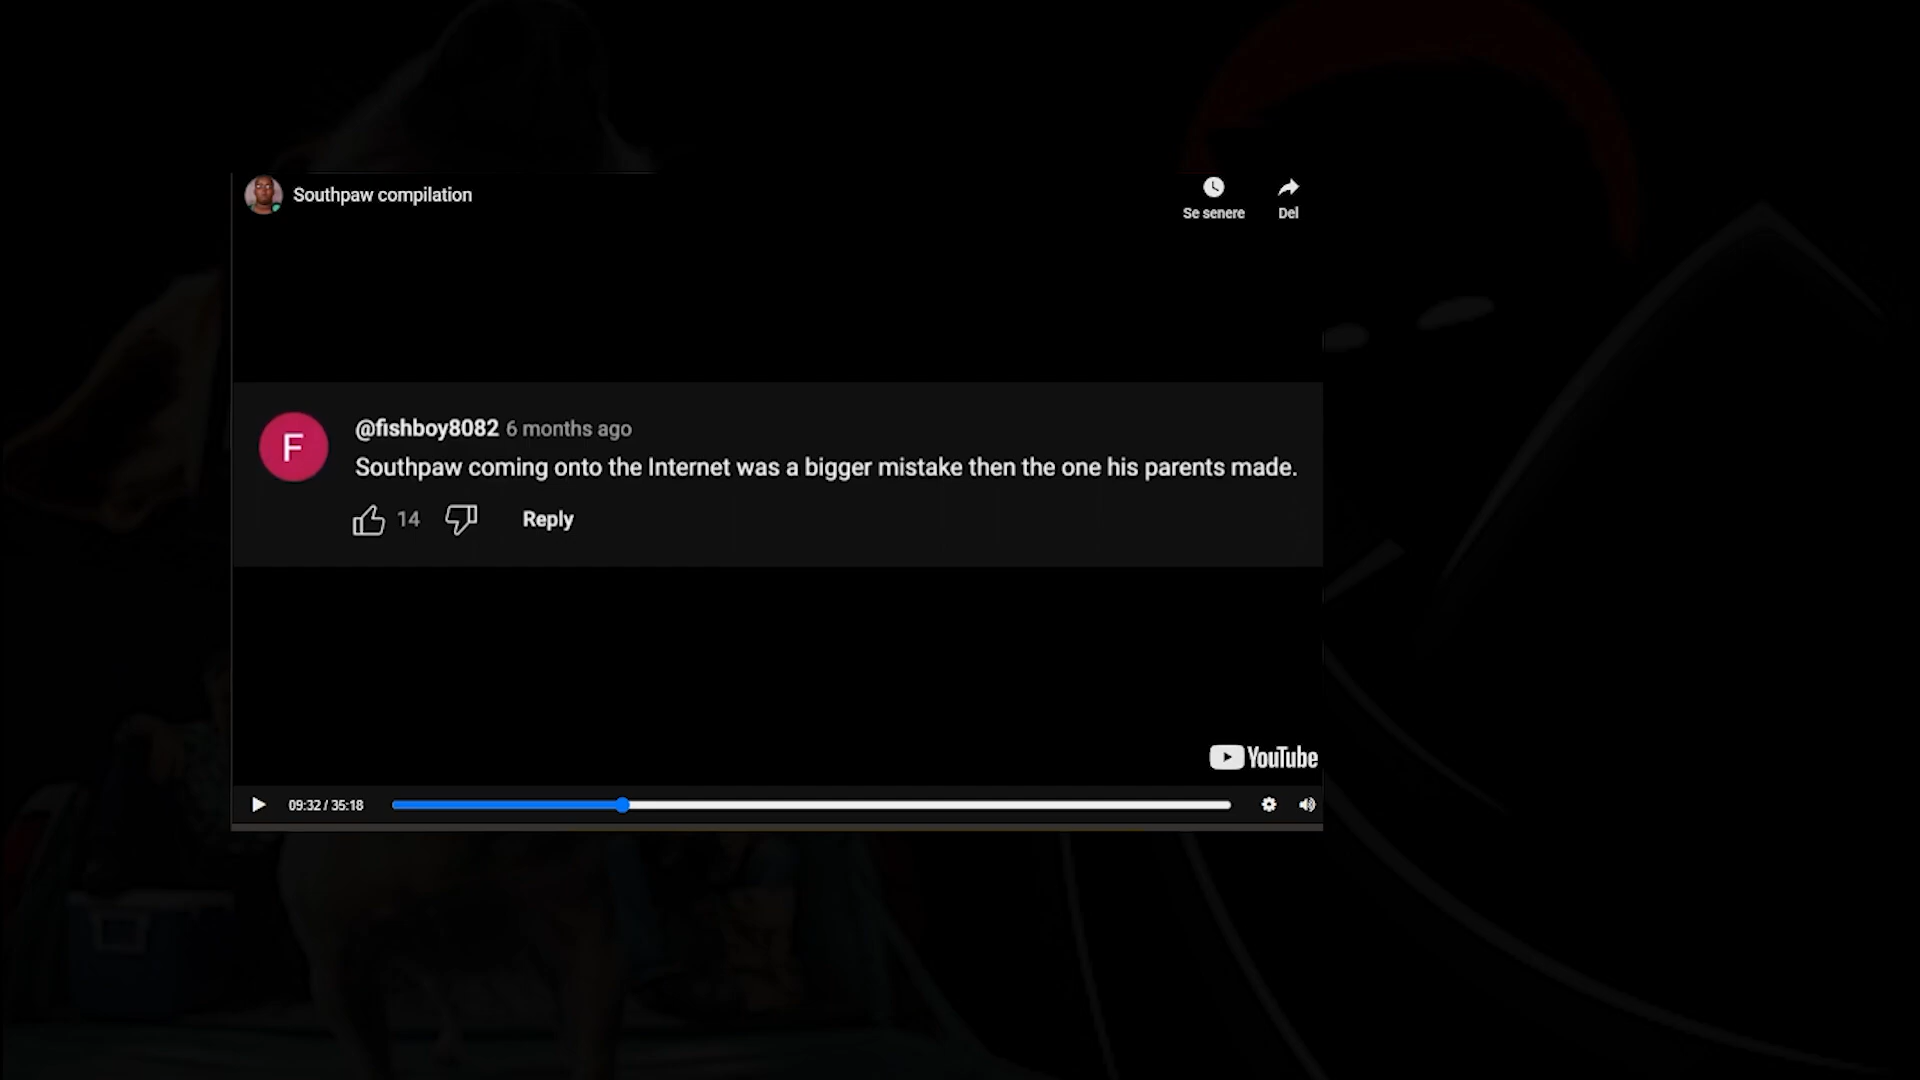 Southpaw compilation
Se senere
Del
F
@fishboy8082 6 months ago
Southpaw coming onto the Internet was a bigger mistake then the one his parents made.
14
Reply
YouTube
09:32 / 35:18